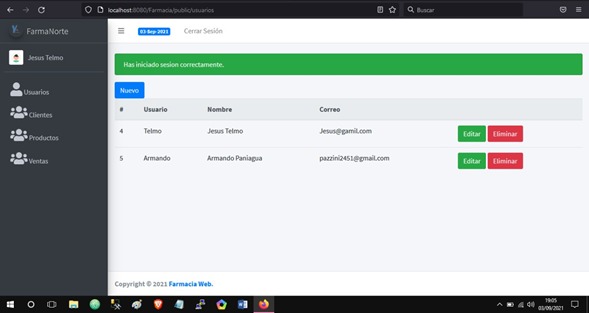 localhost:8080/Farmacia/public/usuarios
Buscar
FarmaNorte
03-Sep-2021
Cerrar Sesión
Jesus Telmo
Has iniciado sesion correctamente.
Usuarios
Nuevo
# Usuario Nombre Correo
Clientes
4 Telmo Jesus Telmo Jesus@gamil.com Editar Eliminar
Productos
5 Armando Armando Paniagua pazzini2451@gmail.com Editar Eliminar
Ventas
Copyright © 2021 Farmacia Web.
19:05
03/09/2021